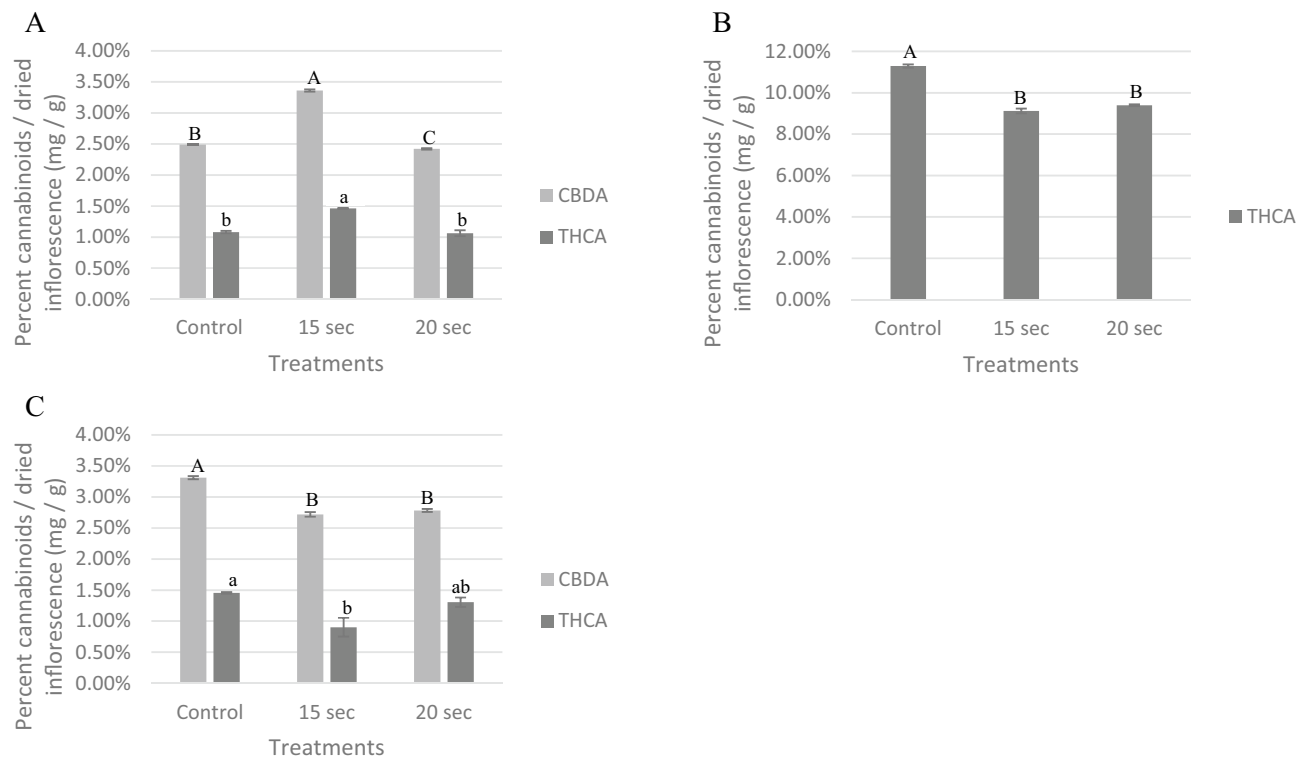 A
Percent cannabinoids / dried
inflorescence (mg / g)
4.00%
3.50%
3.00%
2.50%
2.00%
1.50%
1.00%
0.50%
0.00%
B
b
A
a
C
b
Control
15 sec
20 sec
Treatments
CBDA
THCA
B
Percent cannabinoids / dried
inflorescence (mg / g)
12.00%
10.00%
8.00%
6.00%
4.00%
2.00%
0.00%
A
B
B
Control
15 sec
20 sec
Treatments
THCA
C
Percent cannabinoids / dried
inflorescence (mg / g)
4.00%
3.50%
3.00%
2.50%
2.00%
1.50%
1.00%
0.50%
0.00%
A
a
B
b
B
ab
Control
15 sec
20 sec
Treatments
CBDA
THCA